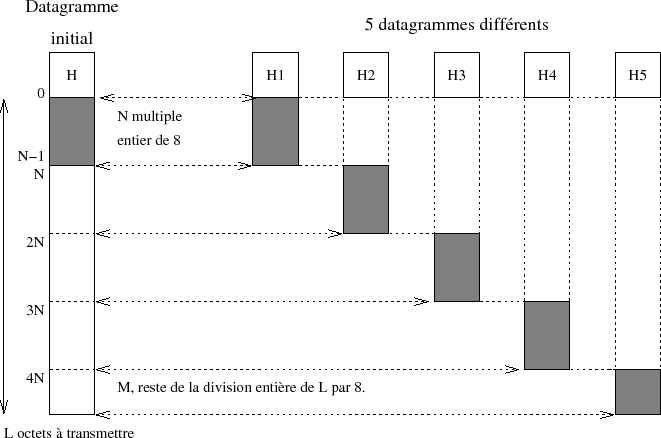 Datagramme
initial
5 datagrammes différents
H
H1
H2
H3
H4
H5
0
N multiple
entier de 8
N−1
N
2N
3N
4N
M, reste de la division entière de L par 8.
L octets à transmettre